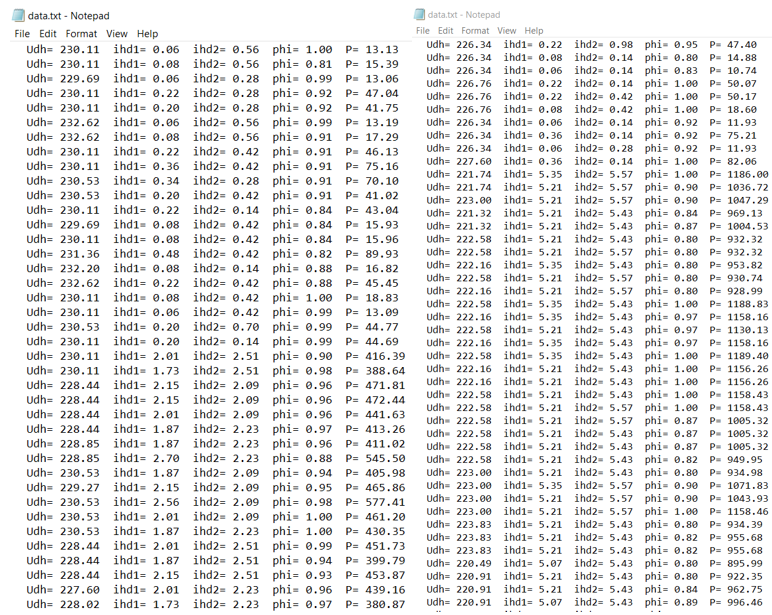 data.txt - Notepad
File Edit Format View Help
Udh= 230.11 ihd1= 0.06 ihd2= 0.56 phi= 1.00 P= 13.13
Udh= 230.11 ihd1= 0.08 ihd2= 0.56 phi= 0.81 P= 15.39
Udh= 229.69 ihd1= 0.06 ihd2= 0.28 phi= 0.99 P= 13.06
Udh= 230.11 ihd1= 0.22 ihd2= 0.28 phi= 0.92 P= 47.04
Udh= 230.11 ihd1= 0.20 ihd2= 0.28 phi= 0.92 P= 41.75
Udh= 232.62 ihd1= 0.06 ihd2= 0.56 phi= 0.99 P= 13.19
Udh= 232.62 ihd1= 0.08 ihd2= 0.56 phi= 0.91 P= 17.29
Udh= 230.11 ihd1= 0.22 ihd2= 0.42 phi= 0.91 P= 46.13
Udh= 230.11 ihd1= 0.36 ihd2= 0.42 phi= 0.91 P= 75.16
Udh= 230.53 ihd1= 0.34 ihd2= 0.28 phi= 0.91 P= 70.10
Udh= 230.53 ihd1= 0.20 ihd2= 0.42 phi= 0.91 P= 41.02
Udh= 230.11 ihd1= 0.22 ihd2= 0.14 phi= 0.84 P= 43.04
Udh= 229.69 ihd1= 0.08 ihd2= 0.42 phi= 0.84 P= 15.93
Udh= 230.11 ihd1= 0.08 ihd2= 0.42 phi= 0.84 P= 15.96
Udh= 231.36 ihd1= 0.48 ihd2= 0.42 phi= 0.82 P= 89.93
Udh= 232.20 ihd1= 0.08 ihd2= 0.14 phi= 0.88 P= 16.82
Udh= 232.62 ihd1= 0.22 ihd2= 0.42 phi= 0.88 P= 45.45
Udh= 230.11 ihd1= 0.08 ihd2= 0.42 phi= 1.00 P= 18.83
Udh= 230.11 ihd1= 0.06 ihd2= 0.42 phi= 0.99 P= 13.09
Udh= 230.53 ihd1= 0.20 ihd2= 0.70 phi= 0.99 P= 44.77
Udh= 230.11 ihd1= 0.20 ihd2= 0.14 phi= 0.99 P= 44.69
Udh= 230.11 ihd1= 2.01 ihd2= 2.51 phi= 0.90 P= 416.39
Udh= 230.11 ihd1= 1.73 ihd2= 2.51 phi= 0.98 P= 388.64
Udh= 228.44 ihd1= 2.15 ihd2= 2.09 phi= 0.96 P= 471.81
Udh= 228.44 ihd1= 2.15 ihd2= 2.09 phi= 0.96 P= 472.44
Udh= 228.44 ihd1= 2.01 ihd2= 2.09 phi= 0.96 P= 441.63
Udh= 228.44 ihd1= 1.87 ihd2= 2.23 phi= 0.97 P= 413.26
Udh= 228.85 ihd1= 1.87 ihd2= 2.23 phi= 0.96 P= 411.02
Udh= 228.85 ihd1= 2.70 ihd2= 2.23 phi= 0.88 P= 545.50
Udh= 230.53 ihd1= 1.87 ihd2= 2.09 phi= 0.94 P= 405.98
Udh= 229.27 ihd1= 2.15 ihd2= 2.09 phi= 0.95 P= 465.86
Udh= 230.53 ihd1= 2.56 ihd2= 2.09 phi= 0.98 P= 577.41
Udh= 230.53 ihd1= 2.01 ihd2= 2.09 phi= 1.00 P= 461.20
Udh= 230.53 ihd1= 1.87 ihd2= 2.23 phi= 1.00 P= 430.35
Udh= 228.44 ihd1= 2.01 ihd2= 2.51 phi= 0.99 P= 451.73
Udh= 228.44 ihd1= 1.87 ihd2= 2.51 phi= 0.94 P= 399.79
Udh= 228.44 ihd1= 2.15 ihd2= 2.51 phi= 0.93 P= 453.87
Udh= 227.60 ihd1= 2.01 ihd2= 2.23 phi= 0.96 P= 439.16
Udh= 228.02 ihd1= 1.73 ihd2= 2.23 phi= 0.97 P= 380.87
data.txt - Notepad
File Edit Format View Help
Udh= 226.34 ihd1= 0.22 ihd2= 0.98 phi= 0.95 P= 47.40
Udh= 226.34 ihd1= 0.08 ihd2= 0.14 phi= 0.80 P= 14.88
Udh= 226.34 ihd1= 0.06 ihd2= 0.14 phi= 0.83 P= 10.74
Udh= 226.76 ihd1= 0.22 ihd2= 0.14 phi= 1.00 P= 50.07
Udh= 226.76 ihd1= 0.22 ihd2= 0.42 phi= 1.00 P= 50.17
Udh= 226.76 ihd1= 0.08 ihd2= 0.42 phi= 1.00 P= 18.60
Udh= 226.34 ihd1= 0.06 ihd2= 0.14 phi= 0.92 P= 11.93
Udh= 226.34 ihd1= 0.36 ihd2= 0.14 phi= 0.92 P= 75.21
Udh= 226.34 ihd1= 0.06 ihd2= 0.28 phi= 0.92 P= 11.93
Udh= 227.60 ihd1= 0.36 ihd2= 0.14 phi= 1.00 P= 82.06
Udh= 221.74 ihd1= 5.35 ihd2= 5.57 phi= 1.00 P= 1186.00
Udh= 221.74 ihd1= 5.21 ihd2= 5.57 phi= 0.90 P= 1036.72
Udh= 223.00 ihd1= 5.21 ihd2= 5.57 phi= 0.90 P= 1047.29
Udh= 221.32 ihd1= 5.21 ihd2= 5.43 phi= 0.84 P= 969.13
Udh= 221.32 ihd1= 5.21 ihd2= 5.43 phi= 0.87 P= 1004.53
Udh= 222.58 ihd1= 5.21 ihd2= 5.43 phi= 0.80 P= 932.32
Udh= 222.58 ihd1= 5.21 ihd2= 5.57 phi= 0.80 P= 932.32
Udh= 222.16 ihd1= 5.35 ihd2= 5.43 phi= 0.80 P= 953.82
Udh= 222.58 ihd1= 5.21 ihd2= 5.57 phi= 0.80 P= 930.74
Udh= 222.16 ihd1= 5.21 ihd2= 5.57 phi= 0.80 P= 928.99
Udh= 222.58 ihd1= 5.35 ihd2= 5.43 phi= 1.00 P= 1188.83
Udh= 222.16 ihd1= 5.35 ihd2= 5.43 phi= 0.97 P= 1158.16
Udh= 222.58 ihd1= 5.21 ihd2= 5.43 phi= 0.97 P= 1130.13
Udh= 222.16 ihd1= 5.35 ihd2= 5.43 phi= 0.97 P= 1158.16
Udh= 222.58 ihd1= 5.35 ihd2= 5.43 phi= 1.00 P= 1189.40
Udh= 222.16 ihd1= 5.21 ihd2= 5.43 phi= 1.00 P= 1156.26
Udh= 222.16 ihd1= 5.21 ihd2= 5.43 phi= 1.00 P= 1156.26
Udh= 222.58 ihd1= 5.21 ihd2= 5.43 phi= 1.00 P= 1158.43
Udh= 222.58 ihd1= 5.21 ihd2= 5.57 phi= 1.00 P= 1158.43
Udh= 222.58 ihd1= 5.21 ihd2= 5.57 phi= 0.87 P= 1005.32
Udh= 222.58 ihd1= 5.21 ihd2= 5.43 phi= 0.87 P= 1005.32
Udh= 222.58 ihd1= 5.21 ihd2= 5.43 phi= 0.87 P= 1005.32
Udh= 222.58 ihd1= 5.21 ihd2= 5.43 phi= 0.82 P= 949.95
Udh= 223.00 ihd1= 5.21 ihd2= 5.43 phi= 0.80 P= 934.98
Udh= 223.00 ihd1= 5.35 ihd2= 5.57 phi= 0.90 P= 1071.83
Udh= 223.00 ihd1= 5.21 ihd2= 5.57 phi= 0.90 P= 1043.93
Udh= 223.00 ihd1= 5.21 ihd2= 5.57 phi= 1.00 P= 1158.46
Udh= 223.83 ihd1= 5.21 ihd2= 5.43 phi= 0.80 P= 934.39
Udh= 223.83 ihd1= 5.21 ihd2= 5.43 phi= 0.82 P= 955.68
Udh= 223.83 ihd1= 5.21 ihd2= 5.43 phi= 0.82 P= 955.68
Udh= 220.49 ihd1= 5.07 ihd2= 5.43 phi= 0.80 P= 895.99
Udh= 220.91 ihd1= 5.21 ihd2= 5.43 phi= 0.80 P= 922.35
Udh= 220.91 ihd1= 5.21 ihd2= 5.43 phi= 0.84 P= 962.75
Udh= 220.91 ihd1= 5.07 ihd2= 5.43 phi= 0.89 P= 996.46